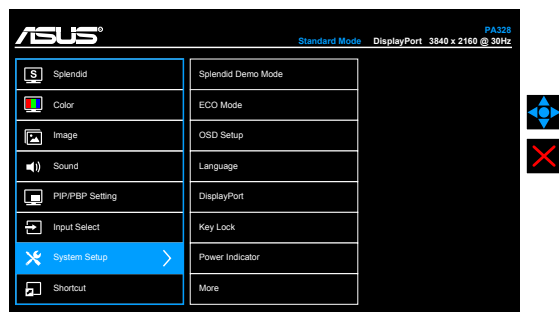 ASUS
PA328
Standard Mode DisplayPort 3840 x 2160 @ 30Hz
S Splendid
Color
Image
Sound
PIP/PBP Setting
Input Select
System Setup
Shortcut
Splendid Demo Mode
ECO Mode
OSD Setup
Language
DisplayPort
Key Lock
Power Indicator
More